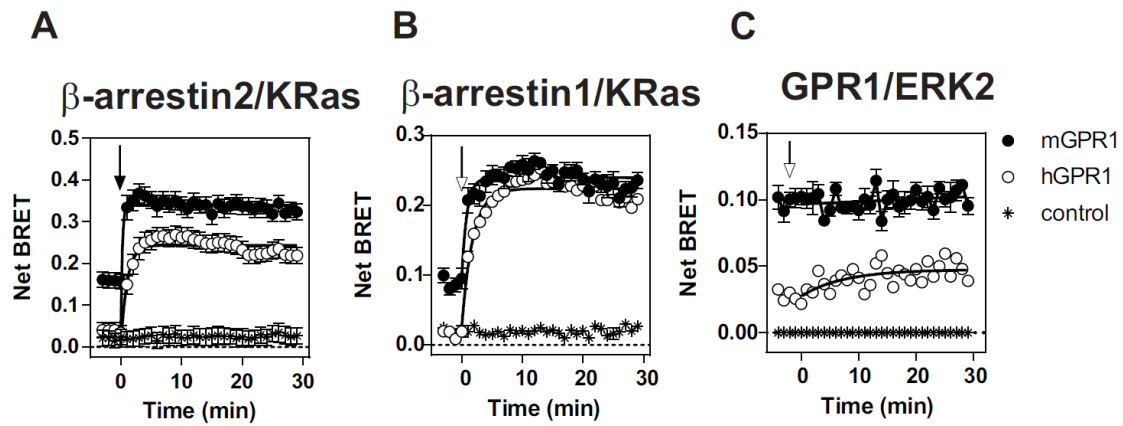 A
B
C
β-arrestin2/KRas
β-arrestin1/KRas
GPR1/ERK2
Net BRET
0.5
0.4
0.3
0.2
0.1
0.0
0
10
20
30
Time (min)
Net BRET
0.3
0.2
0.1
0.0
0
10
20
30
Time (min)
Net BRET
0.15
0.10
0.05
0.00
0
10
20
30
Time (min)
mGPR1
hGPR1
control